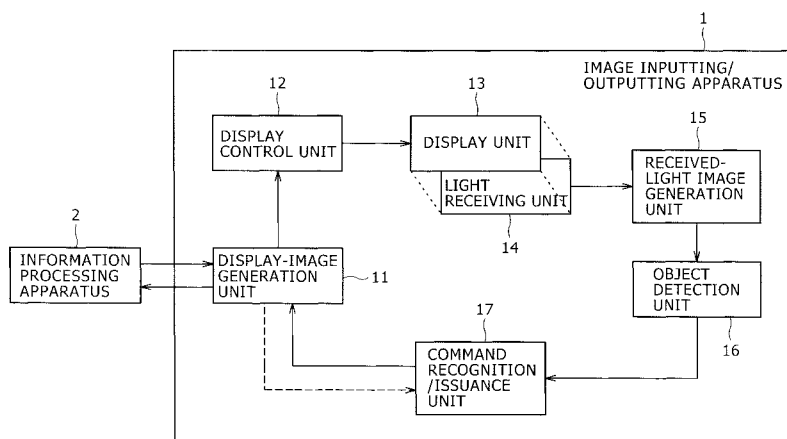 1
IMAGE INPUTTING/
OUTPUTTING APPARATUS
12
DISPLAY
CONTROL UNIT
13
DISPLAY UNIT
LIGHT
RECEIVING UNIT
14
15
RECEIVED-
LIGHT IMAGE
GENERATION
UNIT
2
INFORMATION
PROCESSING
APPARATUS
DISPLAY-IMAGE
GENERATION
UNIT
11
OBJECT
DETECTION
UNIT
16
17
COMMAND
RECOGNITION
/ISSUANCE
UNIT